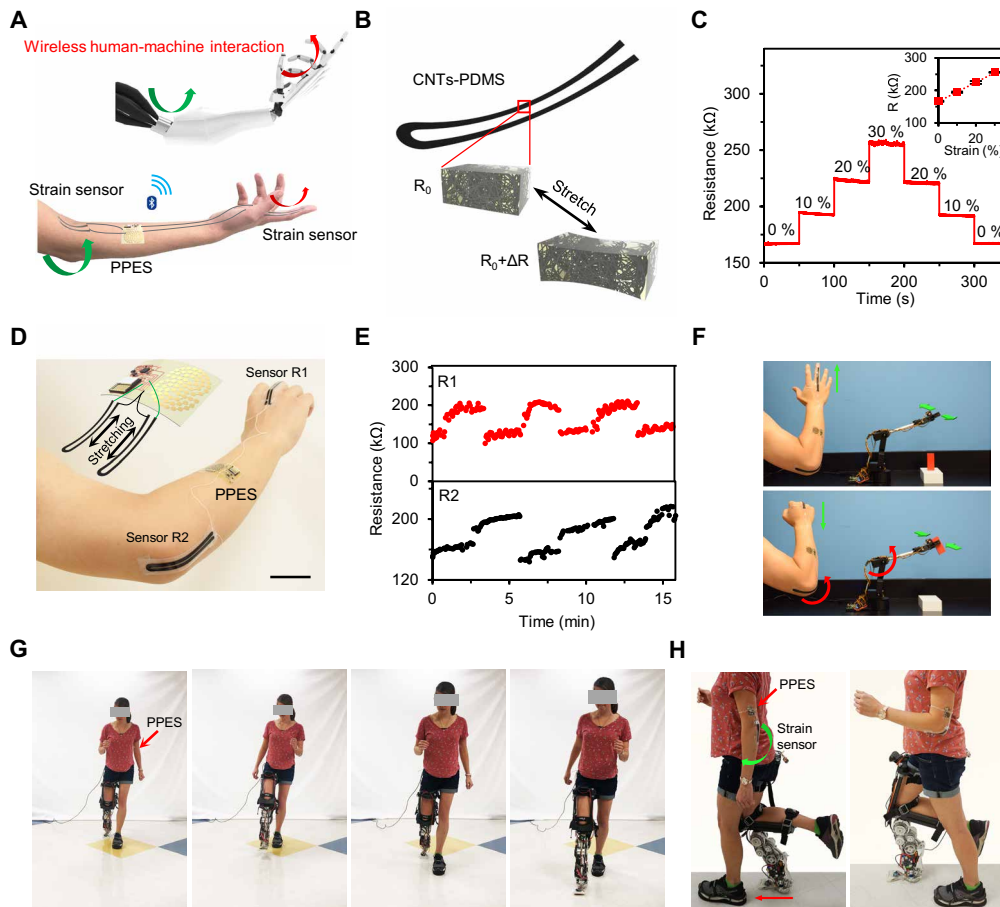 A
Wireless human-machine interaction
Strain sensor
Strain sensor
PPES
B
CNTs-PDMS
R0
Stretch
R0+ΔR
C
Resistance (kΩ)
350
300
250
200
150
0 %
10 %
20 %
30 %
20 %
10 %
0 %
0
100
200
300
Time (s)
R (kΩ)
300
200
100
0
20
Strain (%)
D
Sensor R1
Stretching
PPES
Sensor R2
E
Resistance (kΩ)
300
R1
200
100
0
R2
200
120
0
5
10
15
Time (min)
F
G
PPES
H
PPES
Strain
sensor